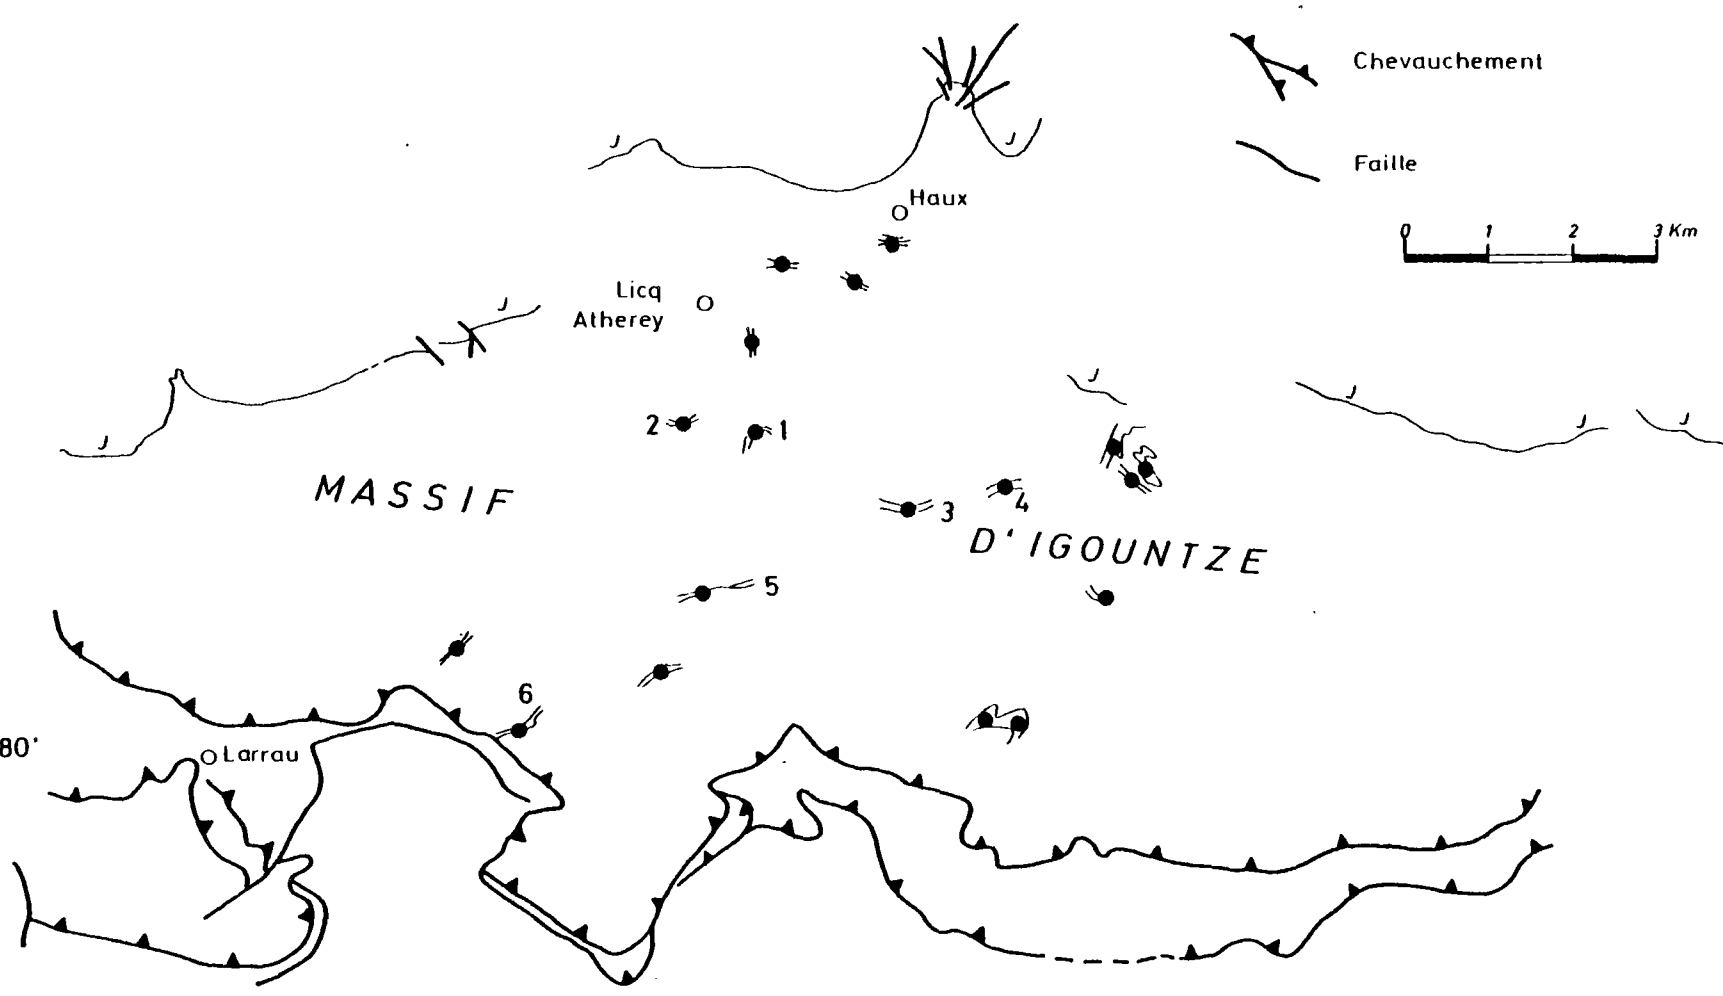 Chevauchement
J
J
Faille
Haux
0 1 2 3 Km
Licq
Atherey
J
J
J
J
J
J
2
1
MASSIF
3
4
D'IGOUNTZE
5
6
80'
Larrau